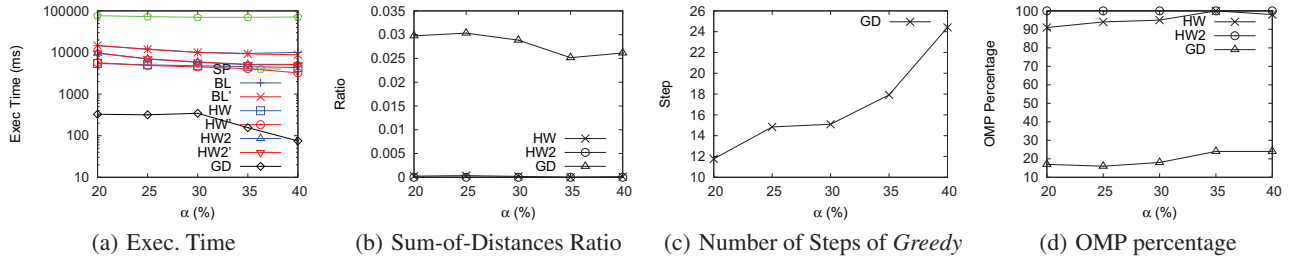 Exec Time (ms)
100000
10000
1000
100
10
20 25 30 35 40
α (%)
SP
BL
BL'
HW
HW'
HW2
HW2'
GD
(a) Exec. Time
Ratio
0.035
0.03
0.025
0.02
0.015
0.01
0.005
0
20 25 30 35 40
α (%)
HW
HW2
GD
(b) Sum-of-Distances Ratio
Step
26
24
22
20
18
16
14
12
10
20 25 30 35 40
α (%)
GD
(c) Number of Steps of Greedy
OMP Percentage
100
90
80
70
60
50
40
30
20
10
20 25 30 35 40
α (%)
HW
HW2
GD
(d) OMP percentage